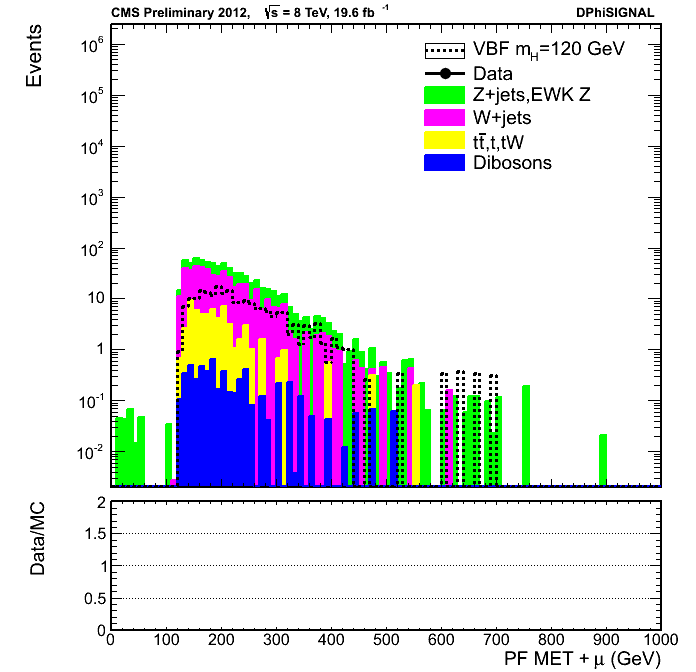 CMS Preliminary 2012, √s = 8 TeV, 19.6 fb⁻¹ DPhiSIGNAL
Events
10⁶
10⁵
10⁴
10³
10²
10
1
10⁻¹
10⁻²
VBF m_H=120 GeV
Data
Z+jets,EWK Z
W+jets
tt̄,t,tW
Dibosons
Data/MC
2
1.5
1
0.5
0
0 100 200 300 400 500 600 700 800 900 1000
PF MET + μ (GeV)